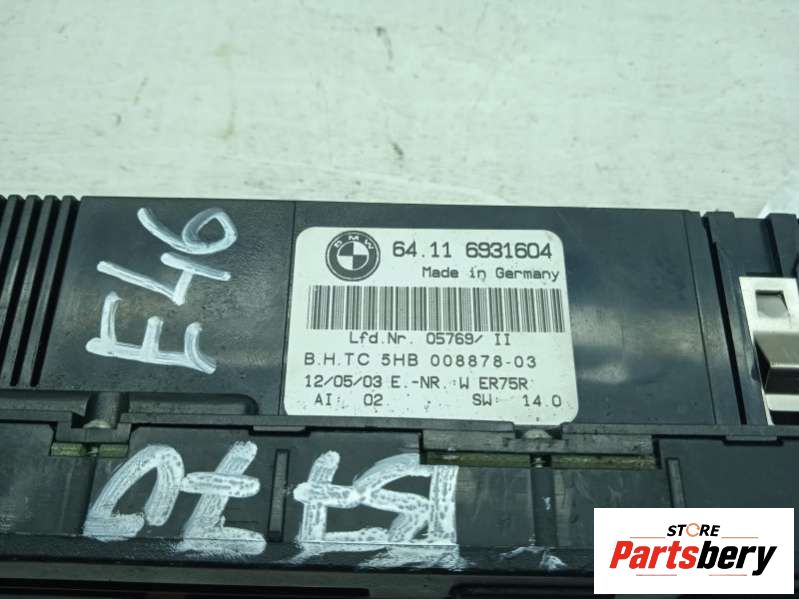 E46
BMW
64.11 6931604
Made in Germany
Lfd.Nr. 05769/ II
B.H.TC 5HB 008878-03
12/05/03 E.-NR.:W ER75R
AI: 02 SW: 14.0
STORE
Partsbery